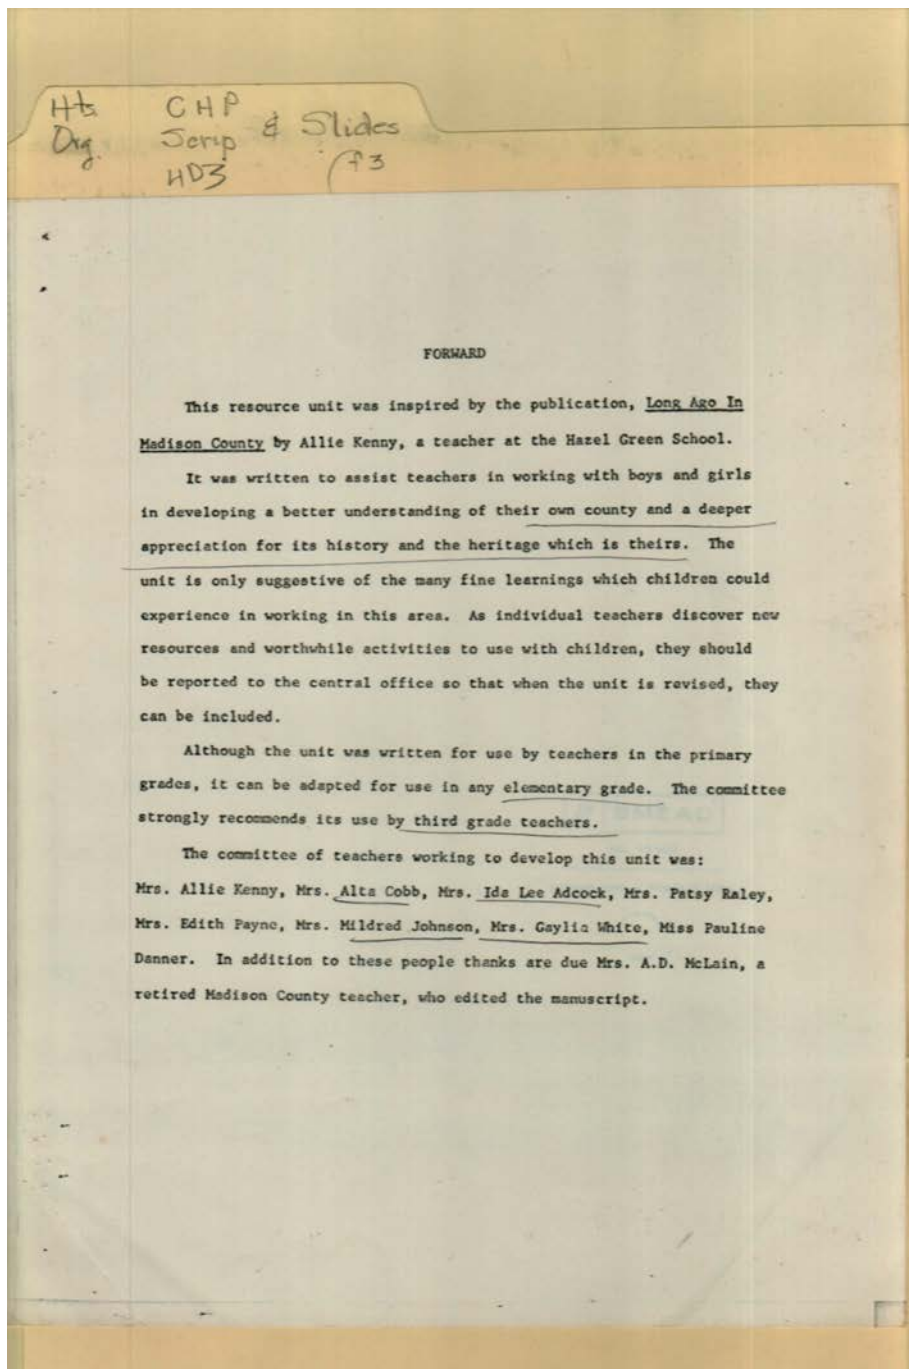 Hts. CHP
Org. Scrip & Slides
HD3 (f3
FORWARD
This resource unit was inspired by the publication, Long Ago In
Madison County by Allie Kenny, a teacher at the Hazel Green School.
It was written to assist teachers in working with boys and girls
in developing a better understanding of their own county and a deeper
appreciation for its history and the heritage which is theirs. The
unit is only suggestive of the many fine learnings which children could
experience in working in this area. As individual teachers discover new
resources and worthwhile activities to use with children, they should
be reported to the central office so that when the unit is revised, they
can be included.
Although the unit was written for use by teachers in the primary
grades, it can be adapted for use in any elementary grade. The committee
strongly recommends its use by third grade teachers.
The committee of teachers working to develop this unit was:
Mrs. Allie Kenny, Mrs. Alta Cobb, Mrs. Ida Lee Adcock, Mrs. Patsy Raley,
Mrs. Edith Payne, Mrs. Mildred Johnson, Mrs. Gaylia White, Miss Pauline
Danner. In addition to these people thanks are due Mrs. A.D. McLain, a
retired Madison County teacher, who edited the manuscript.